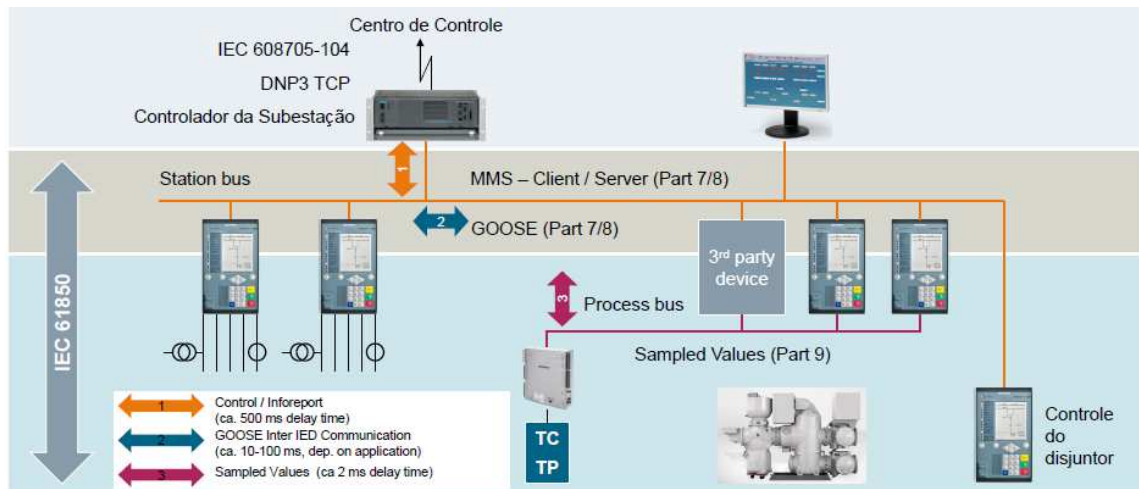 Centro de Controle
IEC 608705-104
DNP3 TCP
Controlador da Subestação
1
Station bus
MMS – Client / Server (Part 7/8)
2
GOOSE (Part 7/8)
3rd party
device
3
Process bus
Sampled Values (Part 9)
IEC 61850
1
Control / Inforeport
(ca. 500 ms delay time)
2
GOOSE Inter IED Communication
(ca. 10-100 ms, dep. on application)
3
Sampled Values (ca 2 ms delay time)
TC
TP
Controle
do
disjuntor